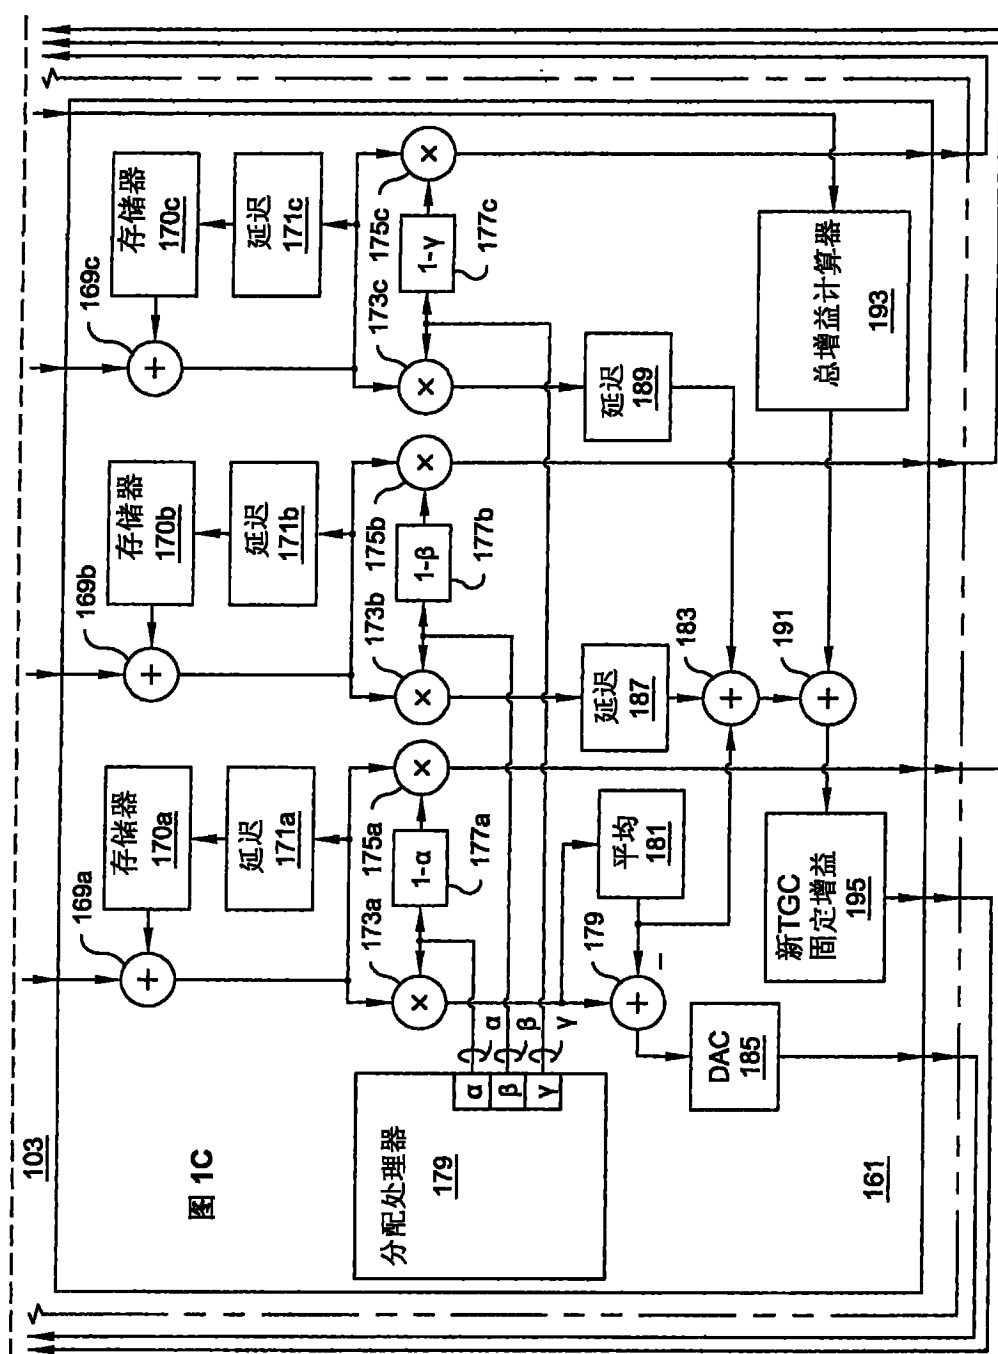 103
图 1C
169a
存储器
170a
延迟
171a
173a
175a
1-α
177a
169b
存储器
170b
延迟
171b
173b
175b
1-β
177b
169c
存储器
170c
延迟
171c
173c
175c
1-γ
177c
分配处理器
179
α
β
γ
α
β
γ
179
平均
181
DAC
185
延迟
187
延迟
189
183
191
总增益计算器
193
新TGC
固定增益
195
161
+
+
+
×
×
×
×
×
×
+
−
+
+